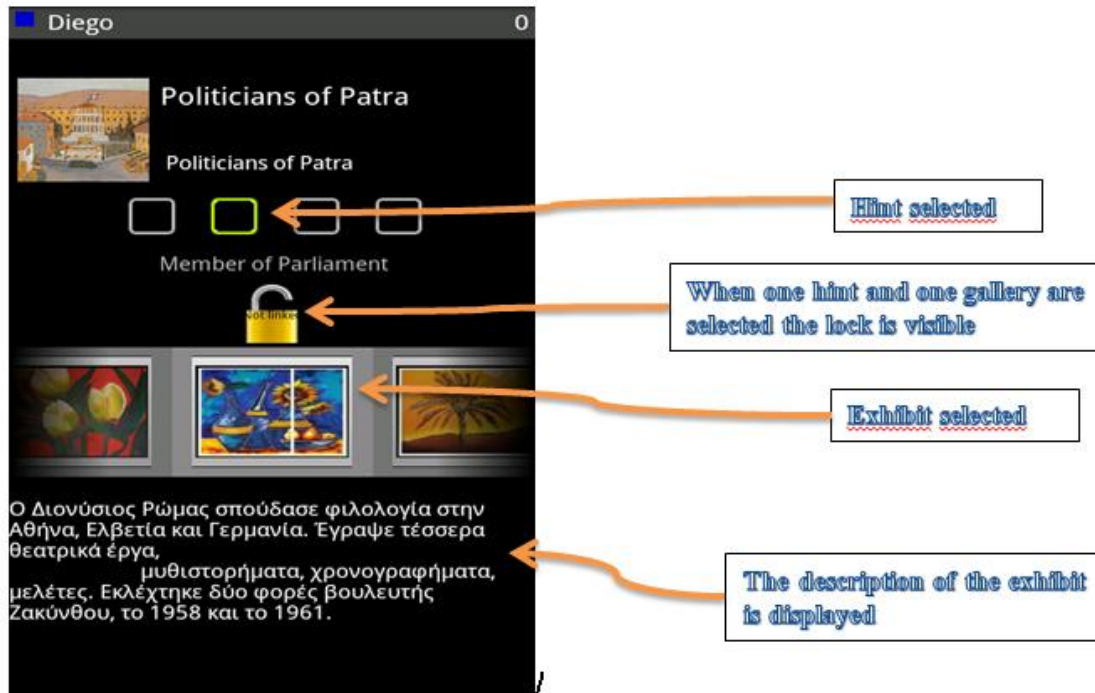 Diego 0
Politicians of Patra
Politicians of Patra
Hint selected
Member of Parliament
When one hint and one gallery are
selected the lock is visible
Not linked
Exhibit selected
Ο Διονύσιος Ρώμας σπούδασε φιλολογία στην
Αθήνα, Ελβετία και Γερμανία. Έγραψε τέσσερα
θεατρικά έργα,
μυθιστορήματα, χρονογραφήματα,
μελέτες. Εκλέχτηκε δύο φορές βουλευτής
Ζακύνθου, το 1958 και το 1961.
The description of the exhibit
is displayed